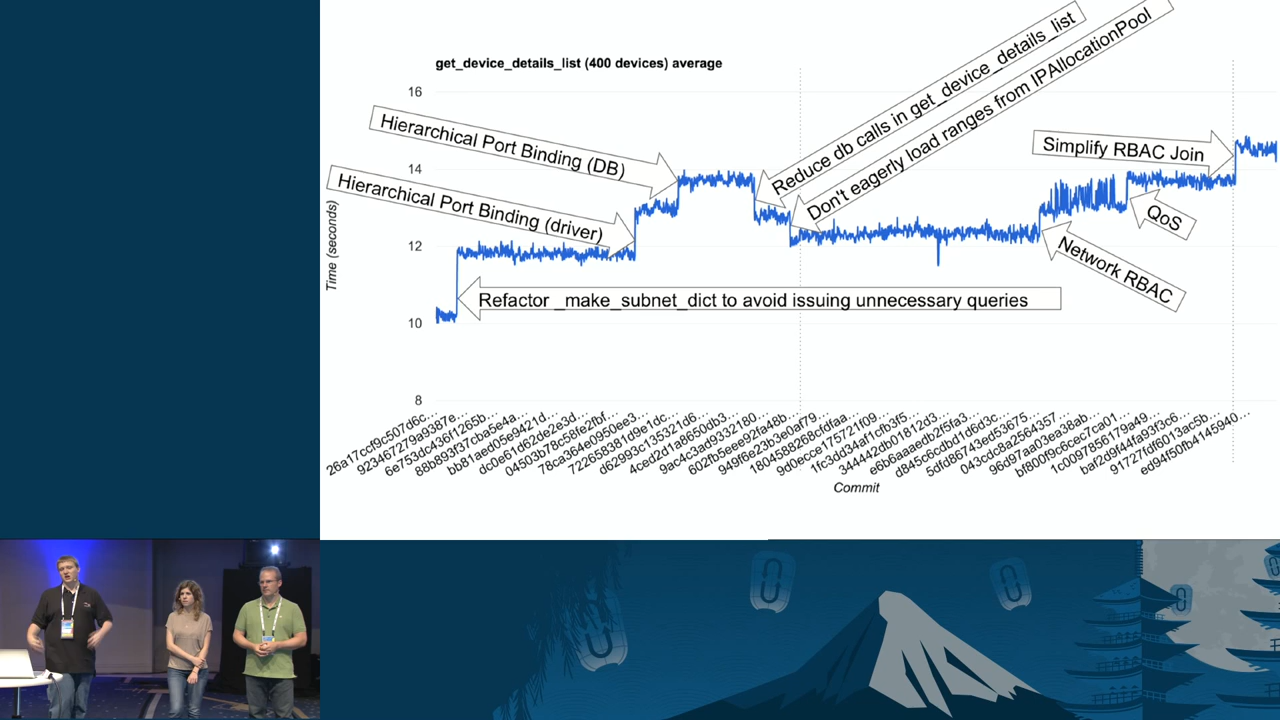 get_device_details_list (400 devices) average
Reduce db calls in get_device_details_list
Don't eagerly load ranges from IPAllocationPool
Hierarchical Port Binding (DB)
Hierarchical Port Binding (driver)
Simplify RBAC Join
QoS
Network RBAC
Refactor _make_subnet_dict to avoid issuing unnecessary queries
Time (seconds)
16
14
12
10
8
26a17ccf9c507d6c...
92346727​9a9387e...
6e753dc436f1265b...
88b893f37cba5e4a...
bb81aed05e9421d...
dc0e61d62de2e3d...
04503b78c58fe2fbf...
78ca364e0950ee3...
722658381d9e1dc...
d62993c135321d6...
4ced2d1a8650db3...
9ac4c3ad9332180...
602fb5eee92fa48b...
949f6e23b3e0af79...
1804588268cfdfaa...
9d0ecce175721f09...
1fc3dd34af1cfb3f5...
344442db01812d3...
e6b6aaaedb2f5fa3...
d845c6dbd1d6d3c...
5dfd86743ed53675...
043cdc8a2564357...
96d97aa03ea38ab...
bf800f9c6cec7ca01...
1c0097856179a49...
baf2d9f44fa93f3c6...
91727fdf6013ac5b...
ed94f50fb4145940...
Commit